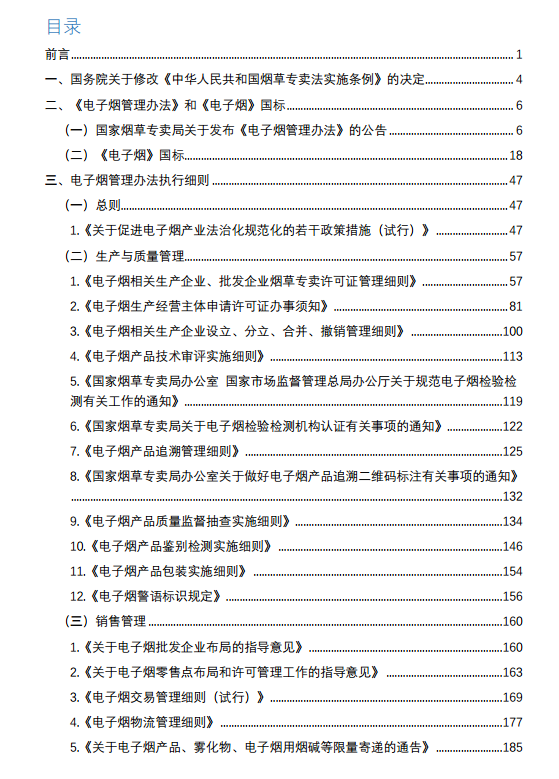 目录
前言 1
一、国务院关于修改《中华人民共和国烟草专卖法实施条例》的决定 4
二、《电子烟管理办法》和《电子烟》国标 6
（一）国家烟草专卖局关于发布《电子烟管理办法》的公告 6
（二）《电子烟》国标 18
三、电子烟管理办法执行细则 47
（一）总则 47
1.《关于促进电子烟产业法治化规范化的若干政策措施（试行）》 47
（二）生产与质量管理 57
1.《电子烟相关生产企业、批发企业烟草专卖许可证管理细则》 57
2.《电子烟生产经营主体申请许可证办事须知》 81
3.《电子烟相关生产企业设立、分立、合并、撤销管理细则》 100
4.《电子烟产品技术审评实施细则》 113
5.《国家烟草专卖局办公室 国家市场监督管理总局办公厅关于规范电子烟检验检
测有关工作的通知》 119
6.《国家烟草专卖局关于电子烟检验检测机构认证有关事项的通知》 122
7.《电子烟产品追溯管理细则》 125
8.《国家烟草专卖局办公室关于做好电子烟产品追溯二维码标注有关事项的通知》
132
9.《电子烟产品质量监督抽查实施细则》 134
10.《电子烟产品鉴别检测实施细则》 146
11.《电子烟产品包装实施细则》 154
12.《电子烟警语标识规定》 156
（三）销售管理 160
1.《关于电子烟批发企业布局的指导意见》 160
2.《关于电子烟零售点布局和许可管理工作的指导意见》 163
3.《电子烟交易管理细则（试行）》 169
4.《电子烟物流管理细则》 177
5.《关于电子烟产品、雾化物、电子烟用烟碱等限量寄递的通告》 185